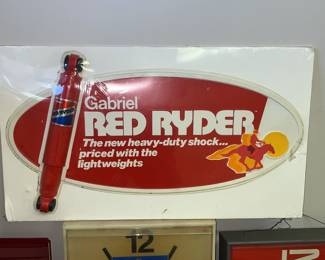 Gabriel
RED RYDER
The new heavy-duty shock...
priced with the
lightweights
12